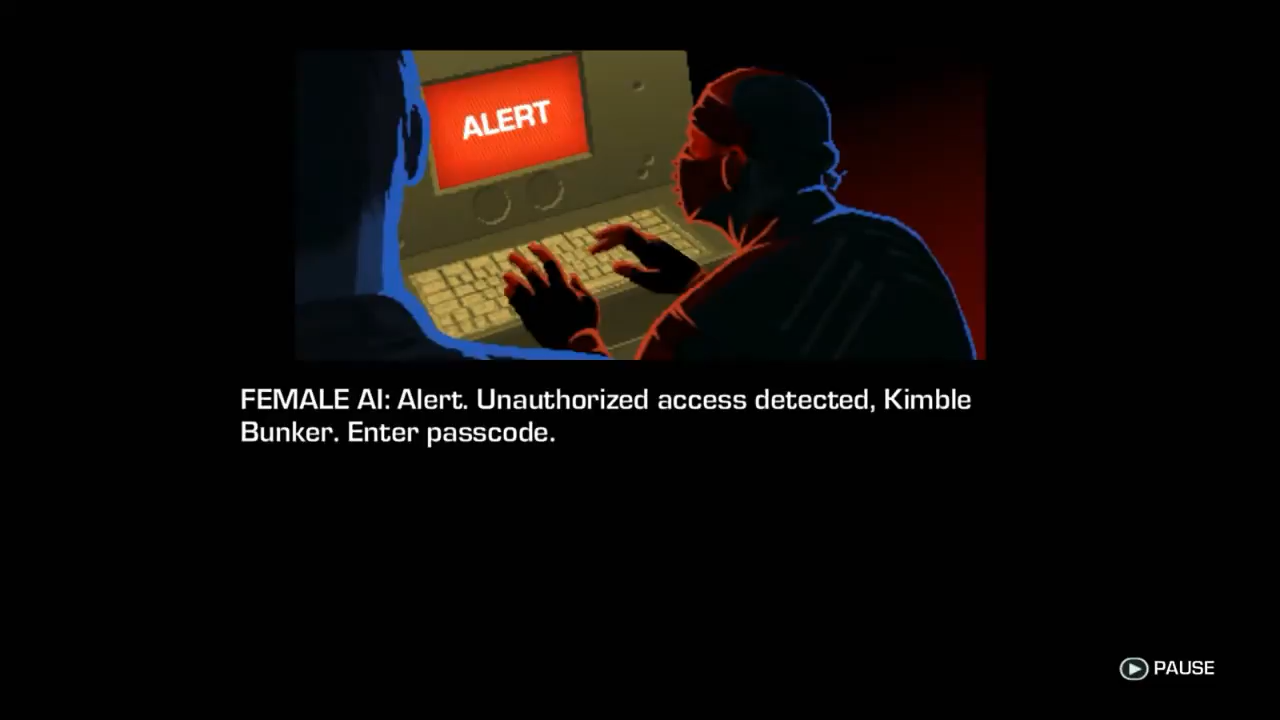 ALERT
FEMALE AI: Alert. Unauthorized access detected, Kimble
Bunker. Enter passcode.
PAUSE